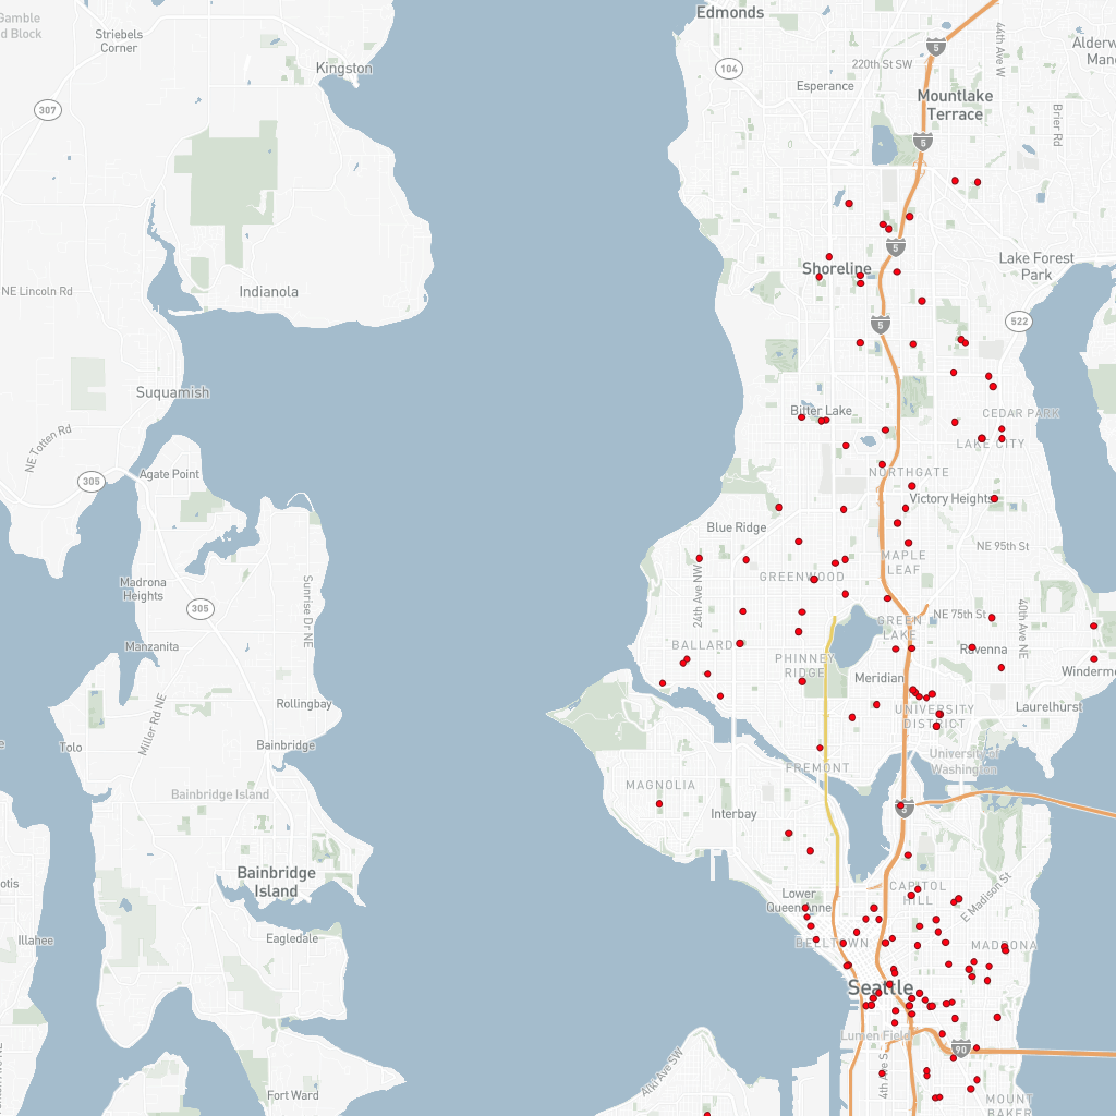 Edmonds
Gamble
d Block
Striebels
Corner
Kingston
104
5
44th Ave W
220th St SW
Alderw
Mano
Esperance
Mountlake
Terrace
307
Brier Rd
5
5
Shoreline
Lake Forest
Park
NE Lincoln Rd
Indianola
522
5
Suquamish
Bitter Lake
CEDAR PARK
NE Totten Rd
LAKE CITY
Agate Point
NORTHGATE
305
Victory Heights
Blue Ridge
NE 95th St
MAPLE
LEAF
GREENWOOD
Madrona
Heights
24th Ave NW
305
Sunrise Dr NE
NE 75th St
40th Ave NE
GREEN
LAKE
Manzanita
BALLARD
Ravenna
PHINNEY
RIDGE
Windermo
Meridian
Rollingbay
Miller Rd NE
UNIVERSITY
DISTRICT
Laurelhurst
Tolo
Bainbridge
University of
Washington
FREMONT
MAGNOLIA
Bainbridge Island
5
Interbay
Bainbridge
Island
otis
CAPITOL
HILL
E Madison St
Lower
Queen Anne
Illahee
Eagledale
BELLTOWN
MADRONA
Seattle
Lumen Field
90
Alki Ave SW
4th Ave S
Fort Ward
MOUNT
BAKER